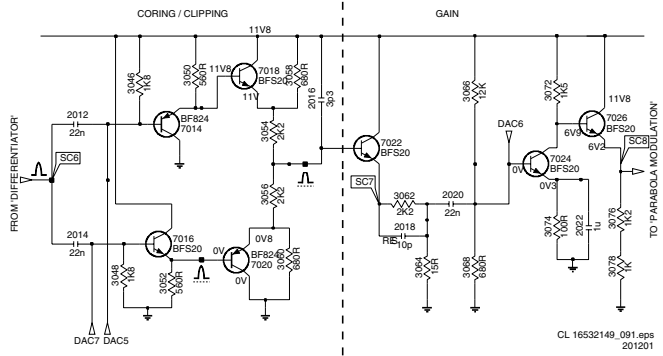 CORING / CLIPPING
GAIN
11V8
11V8
3046
1K8
3050
560R
11V8
7018
BFS20
11V
3058
680R
2016
3p3
3066
12K
3072
1K5
11V8
7026
BFS20
6V9
6V2
SC8
2012
22n
BF824
7014
3054
2K2
7022
BFS20
DAC6
7024
BFS20
0V
0V3
FROM 'DIFFERENTIATOR'
SC6
SC7
3062
2K2
2020
22n
TO 'PARABOLA MODULATION'
3056
2K2
2018
10p
RE
3074
100R
2022
1u
3076
1K2
2014
22n
7016
BFS20
0V
0V8
BF824
7020
0V
680R
3048
1K8
3052
560R
3064
15R
3068
680R
3078
1K
DAC7
DAC5
CL 16532149_091.eps
201201